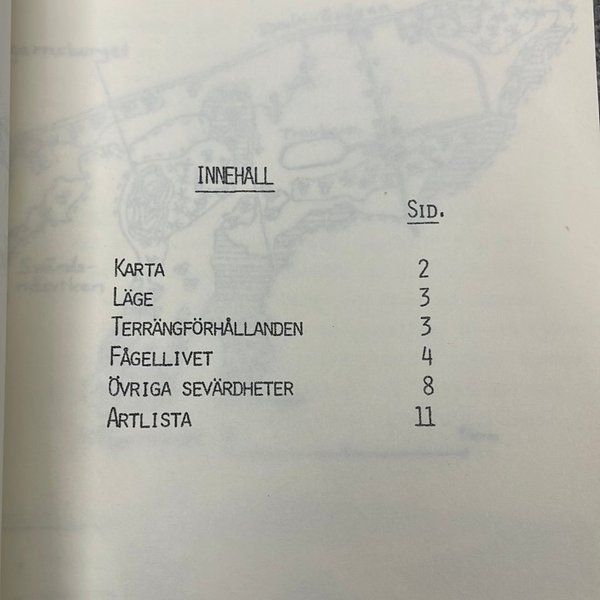 INNEHÅLL
SID.
KARTA 2
LÄGE 3
TERRÄNGFÖRHÅLLANDEN 3
FÅGELLIVET 4
ÖVRIGA SEVÄRDHETER 8
ARTLISTA 11